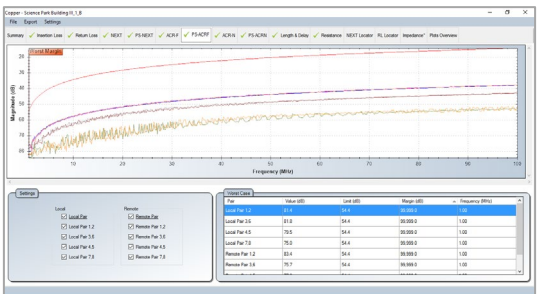 Copper - Science Park Building III_1_B
File Export Settings
Summary Insertion Loss Return Loss NEXT PS-NEXT ACR-F PS-ACRF ACR-N PS-ACRN Length & Delay Resistance NEXT Locator RL Locator Impedance* Plots Overview
Worst Margin
30
40
50
60
70
80
Magnitude (dB)
10 20 30 40 50 60 70 80 90 100
Frequency (MHz)
Settings
Local Remote
Local Pair Remote Pair
Local Pair 1.2 Remote Pair 1.2
Local Pair 3.6 Remote Pair 3.6
Local Pair 4.5 Remote Pair 4.5
Local Pair 7.8 Remote Pair 7.8
Worst Case
Pair Value (dB) Limit (dB) Margin (dB) Frequency (MHz)
Local Pair 1.2 81.4 54.4 99,999.0 1.00
Local Pair 3.6 81.0 54.4 99,999.0 1.00
Local Pair 4.5 79.5 54.4 99,999.0 1.00
Local Pair 7.8 75.0 54.4 99,999.0 1.00
Remote Pair 1.2 83.4 54.4 99,999.0 1.00
Remote Pair 3.6 75.7 54.4 99,999.0 1.00